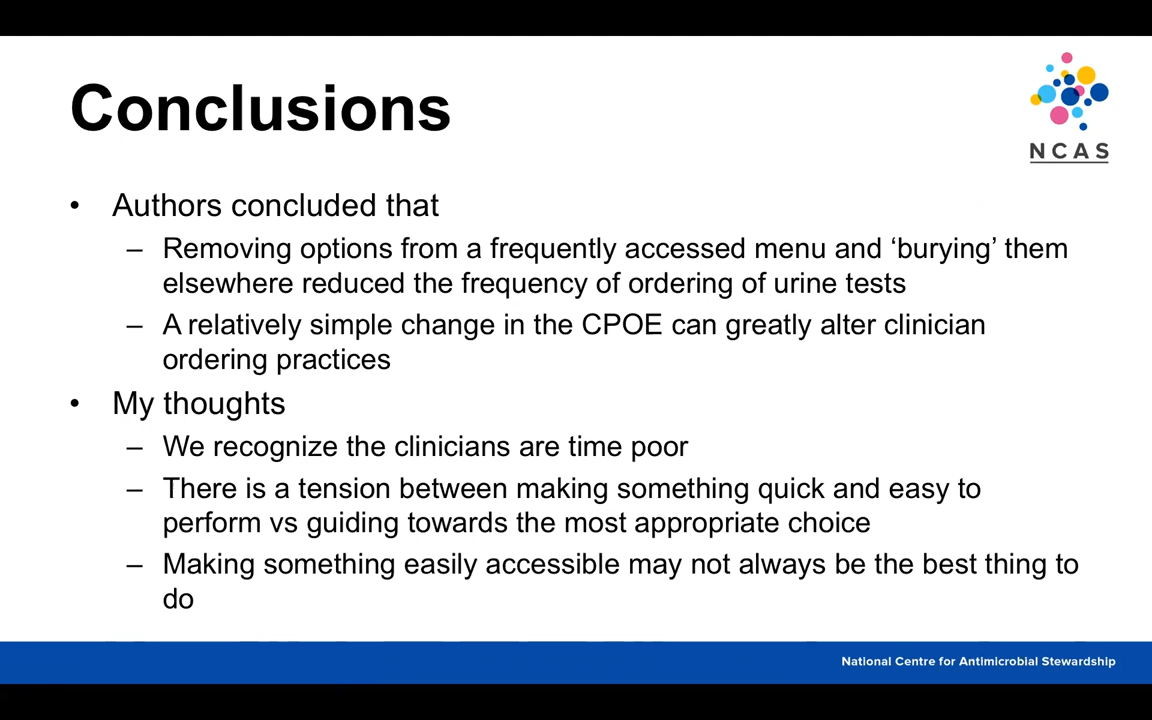 Conclusions
NCAS
• Authors concluded that
– Removing options from a frequently accessed menu and ‘burying’ them
elsewhere reduced the frequency of ordering of urine tests
– A relatively simple change in the CPOE can greatly alter clinician
ordering practices
• My thoughts
– We recognize the clinicians are time poor
– There is a tension between making something quick and easy to
perform vs guiding towards the most appropriate choice
– Making something easily accessible may not always be the best thing to
do
National Centre for Antimicrobial Stewardship